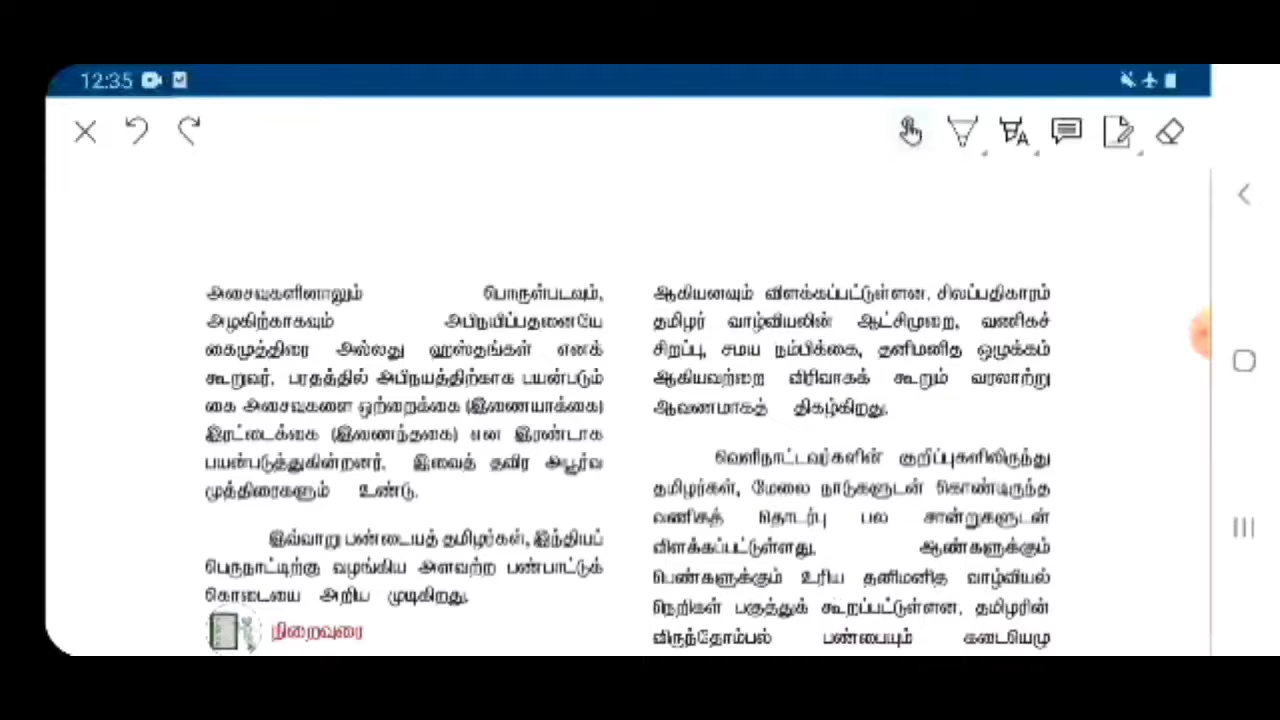 12:35
அசைவுகளினாலும் பொருள்படவும்,
அழகிற்காகவும் அபிநயிப்பதனையே
கைமுத்திரை அல்லது ஹஸ்தங்கள் எனக்
கூறுவர். பரதத்தில் அபிநயத்திற்காக பயன்படும்
கை அசைவுகளை ஒற்றைக்கை (இணையாக்கை)
இரட்டைக்கை (இணைந்தகை) என இரண்டாக
பயன்படுத்துகின்றனர். இவைத் தவிர அபூர்வ
முத்திரைகளும் உண்டு.
இவ்வாறு பண்டையத் தமிழர்கள், இந்தியப்
பெருநாட்டிற்கு வழங்கிய அளவற்ற பண்பாட்டுக்
கொடையை அறிய முடிகிறது.
நிறைவுரை
ஆகியனவும் விளக்கப்பட்டுள்ளன. சிலப்பதிகாரம்
தமிழர் வாழ்வியலின் ஆட்சிமுறை, வணிகச்
சிறப்பு, சமய நம்பிக்கை, தனிமனித ஒழுக்கம்
ஆகியவற்றை விரிவாகக் கூறும் வரலாற்று
ஆவணமாகத் திகழ்கிறது.
வெளிநாட்டவர்களின் குறிப்புகளிலிருந்து
தமிழர்கள், மேலை நாடுகளுடன் கொண்டிருந்த
வணிகத் தொடர்பு பல சான்றுகளுடன்
விளக்கப்பட்டுள்ளது. ஆண்களுக்கும்
பெண்களுக்கும் உரிய தனிமனித வாழ்வியல்
நெறிகள் பகுத்துக் கூறப்பட்டுள்ளன. தமிழரின்
விருந்தோம்பல் பண்பையும் கடையெழு